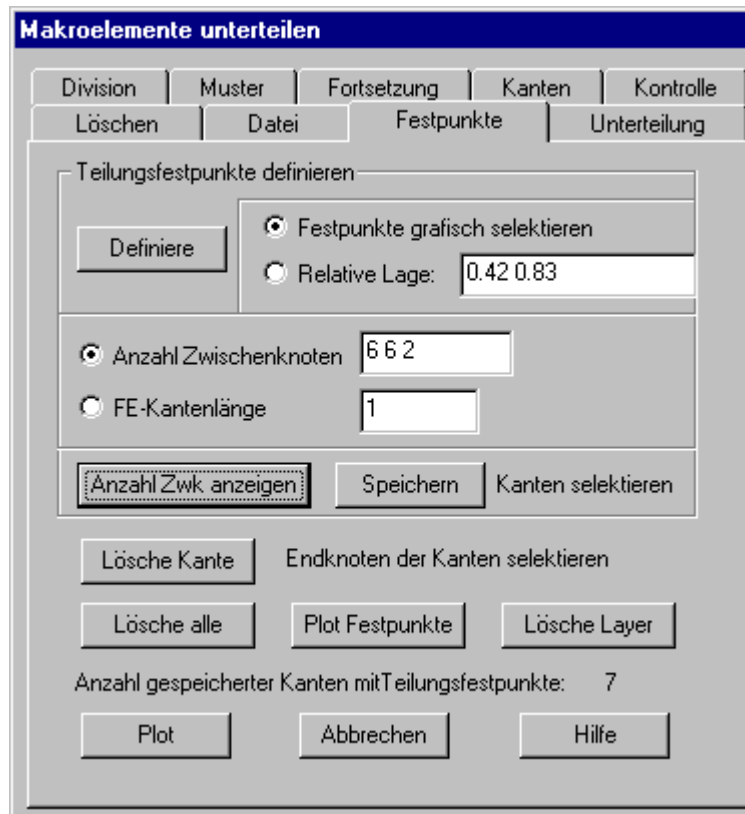 Makroelemente unterteilen
Division Muster Fortsetzung Kanten Kontrolle
Löschen Datei Festpunkte Unterteilung
Teilungsfestpunkte definieren
Definiere
Festpunkte grafisch selektieren
Relative Lage: 0.42 0.83
Anzahl Zwischenknoten 6 6 2
FE-Kantenlänge 1
Anzahl Zwk anzeigen Speichern Kanten selektieren
Lösche Kante Endknoten der Kanten selektieren
Lösche alle Plot Festpunkte Lösche Layer
Anzahl gespeicherter Kanten mitTeilungsfestpunkte: 7
Plot Abbrechen Hilfe